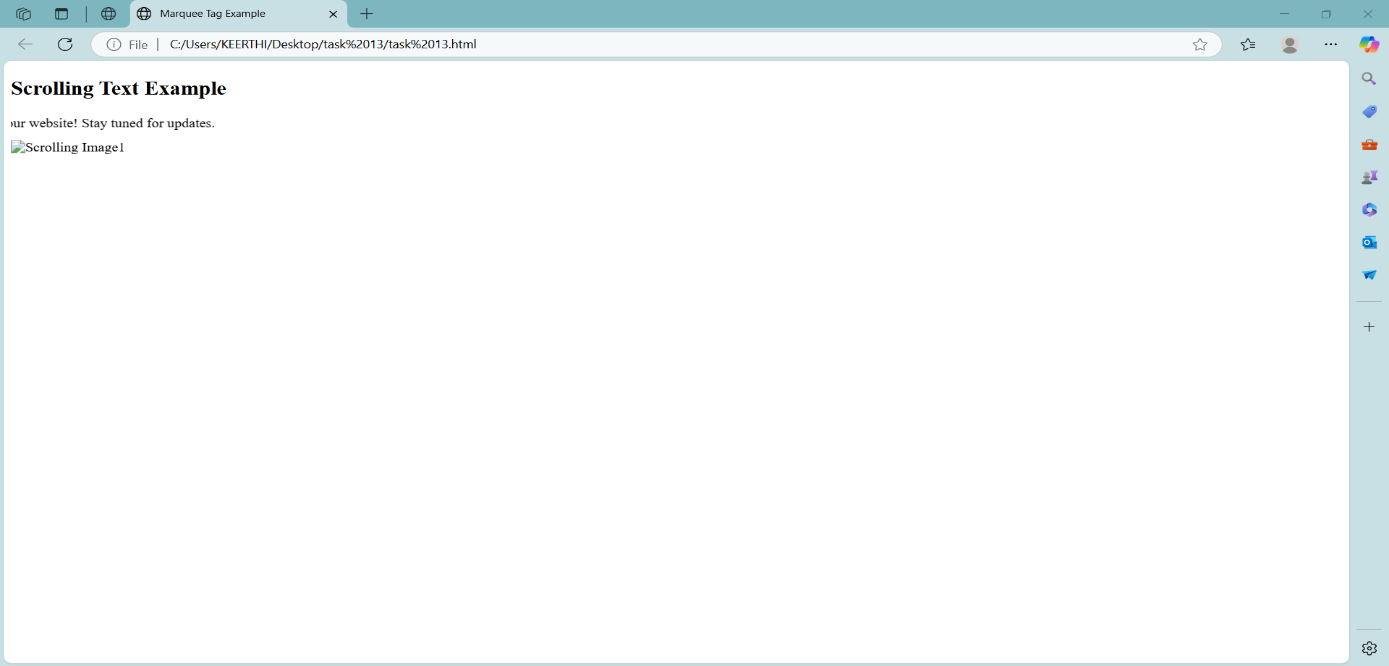 Marquee Tag Example
File | C:/Users/KEERTHI/Desktop/task%2013/task%2013.html
Scrolling Text Example
ur website! Stay tuned for updates.
Scrolling Image1